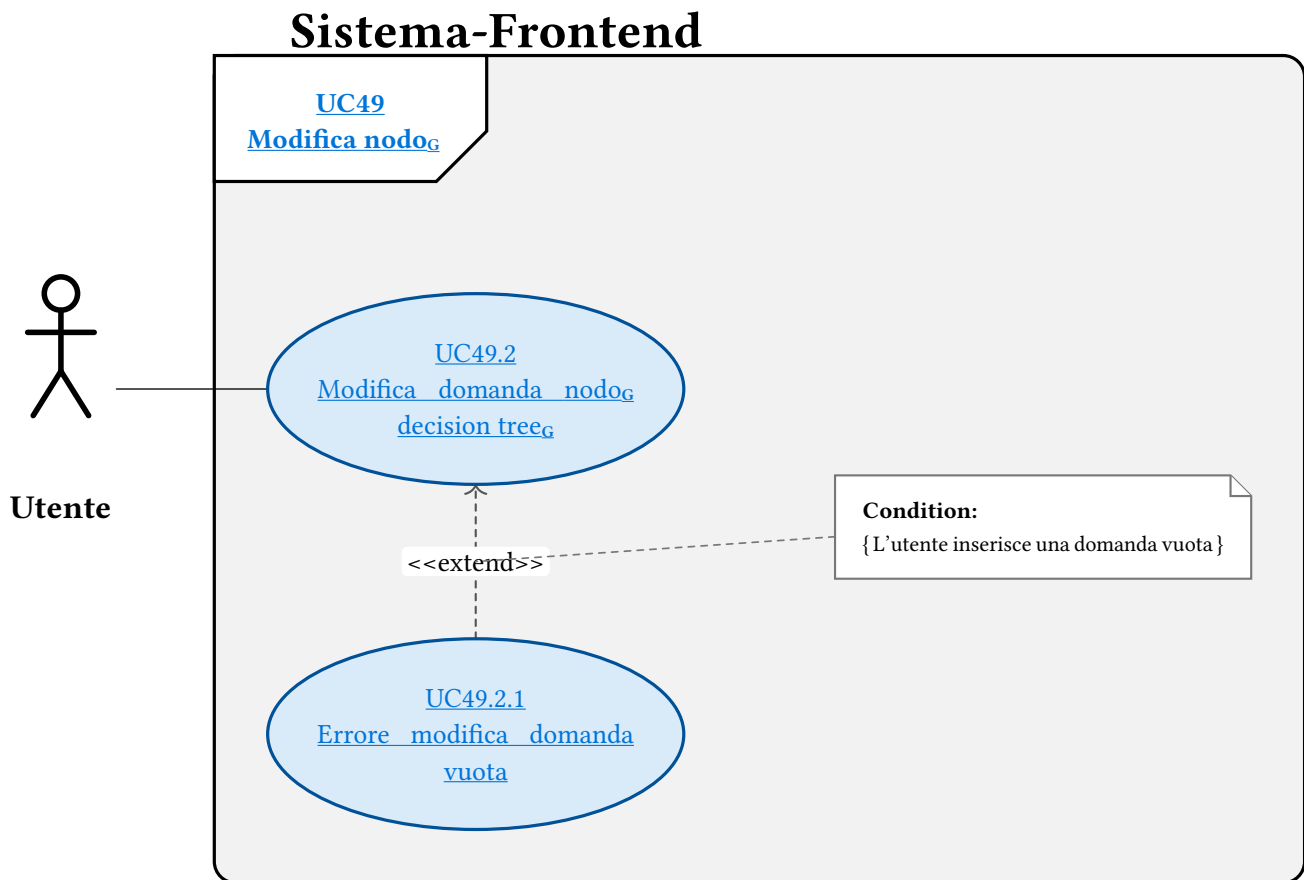 Sistema-Frontend
UC49
Modifica nodoG
UC49.2
Modifica domanda nodoG
decision treeG
Utente
Condition:
{L’utente inserisce una domanda vuota}
<<extend>>
UC49.2.1
Errore modifica domanda
vuota